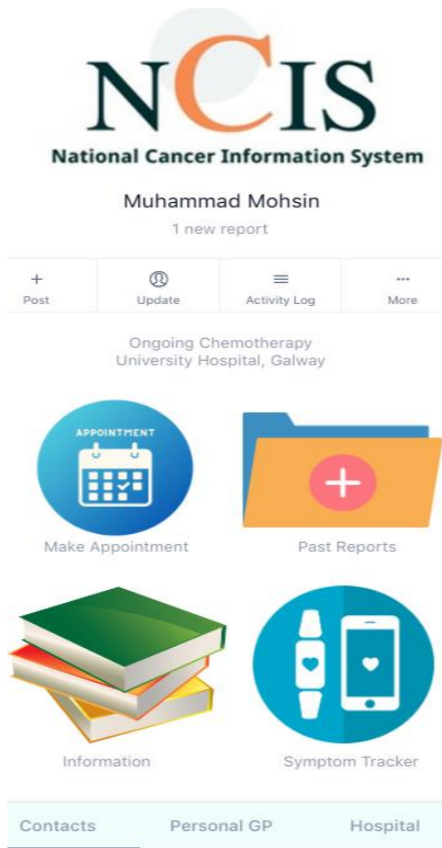 NCIS
National Cancer Information System
Muhammad Mohsin
1 new report
+ Post
Update
Activity Log
More
Ongoing Chemotherapy
University Hospital, Galway
APPOINTMENT
Make Appointment
Past Reports
Information
Symptom Tracker
Contacts
Personal GP
Hospital